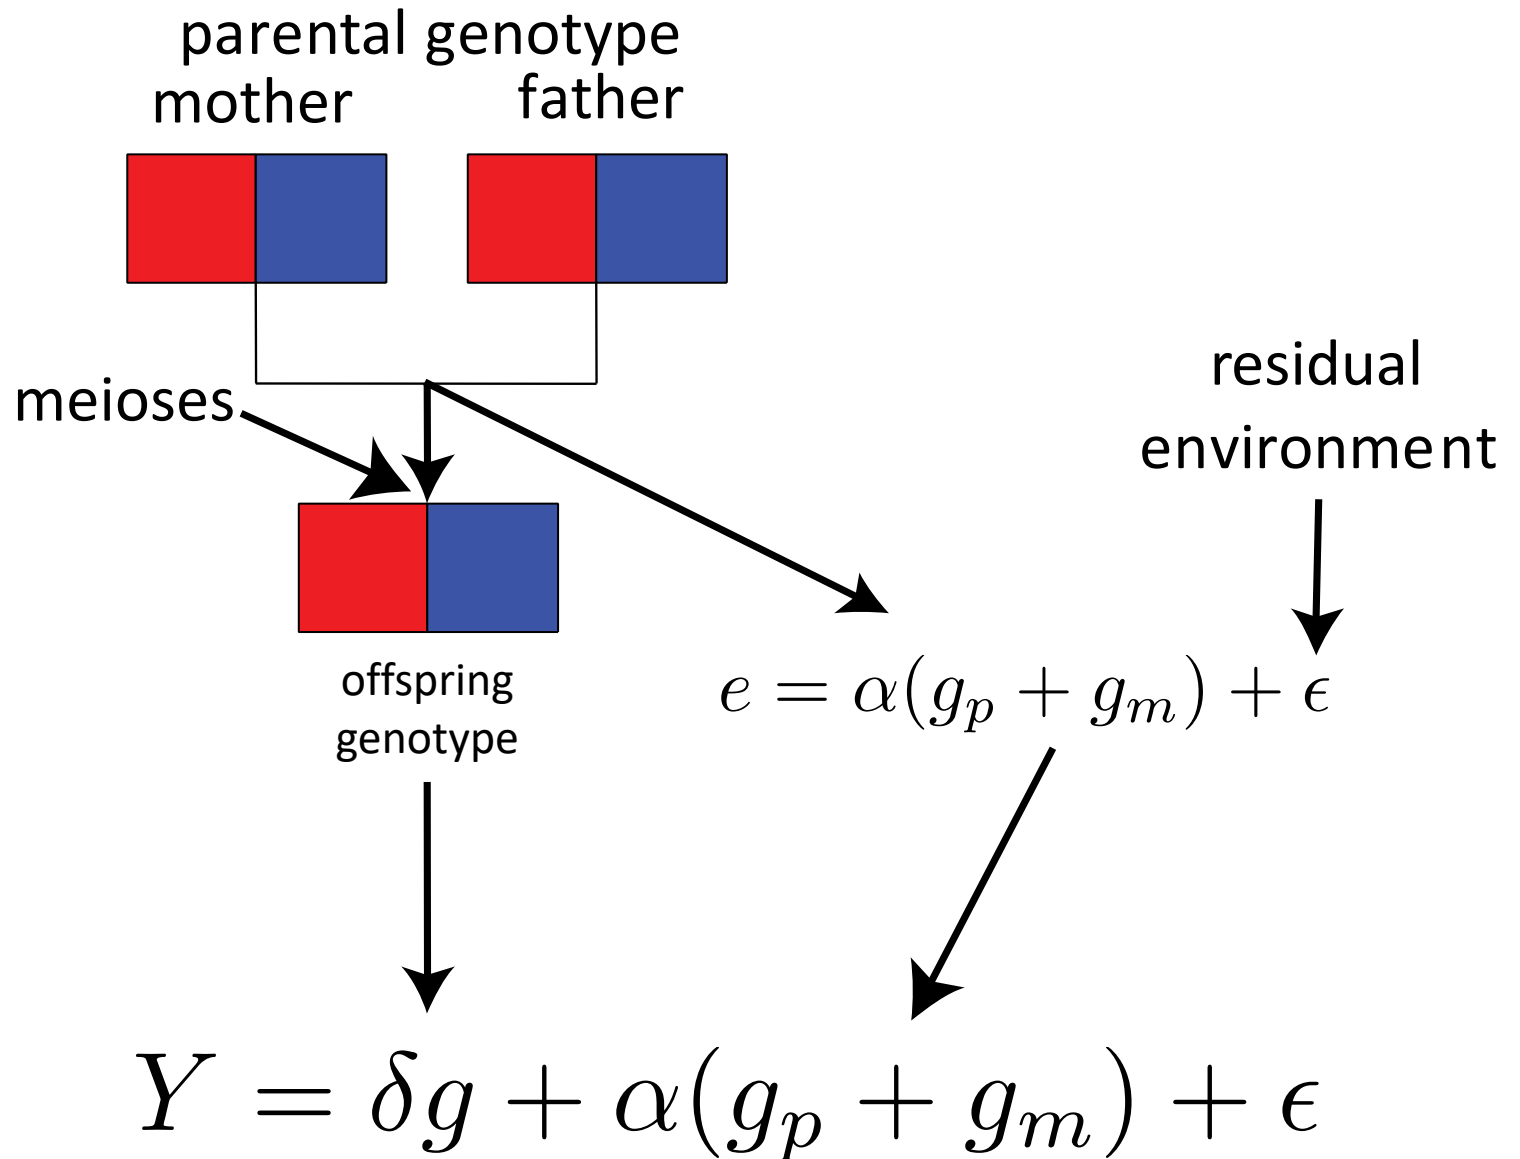 parental genotype
mother father
meioses
residual
environment
offspring
genotype
e = α(g_p + g_m) + ϵ
Y = δg + α(g_p + g_m) + ϵ